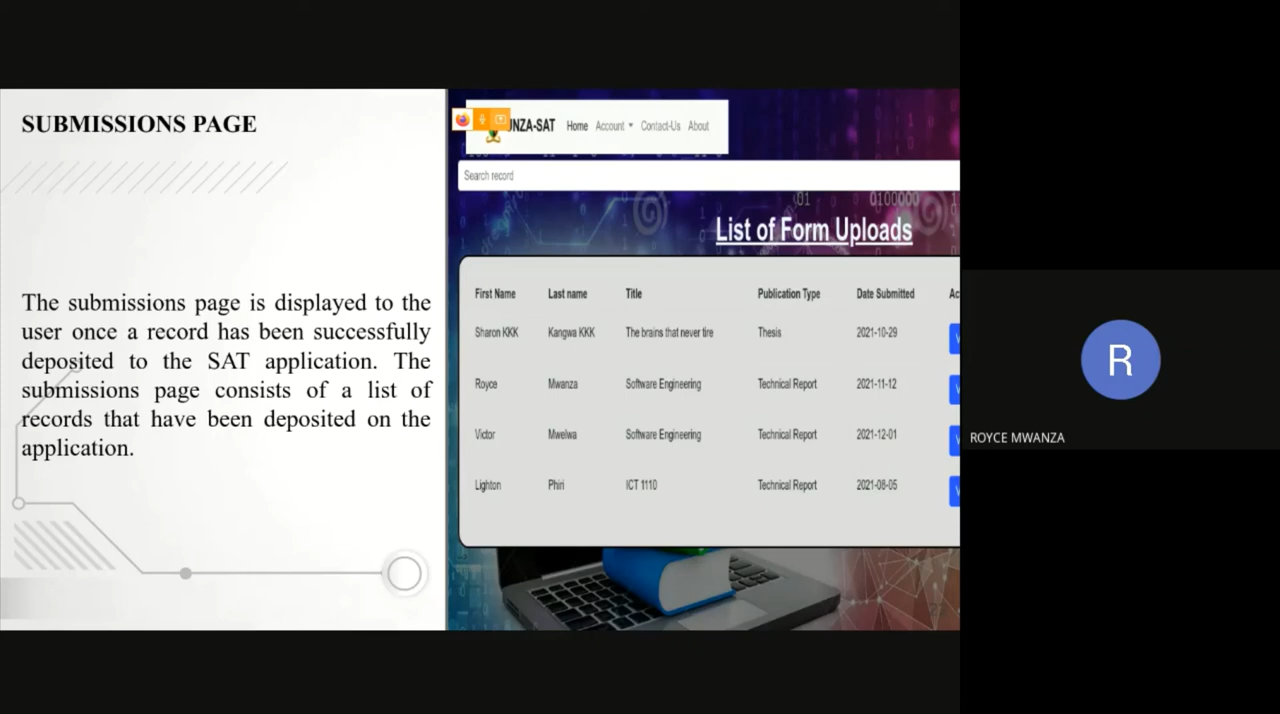 SUBMISSIONS PAGE
The submissions page is displayed to the
user once a record has been successfully
deposited to the SAT application. The
submissions page consists of a list of
records that have been deposited on the
application.
UNZA-SAT Home Account Contact-Us About
Search record
List of Form Uploads
First Name Last name Title Publication Type Date Submitted Ac
Sharon KKK Kangwa KKK The brains that never tire Thesis 2021-10-29
Royce Mwanza Software Engineering Technical Report 2021-11-12
Victor Mwelwa Software Engineering Technical Report 2021-12-01
Lighton Phiri ICT 1110 Technical Report 2021-08-05
R
ROYCE MWANZA